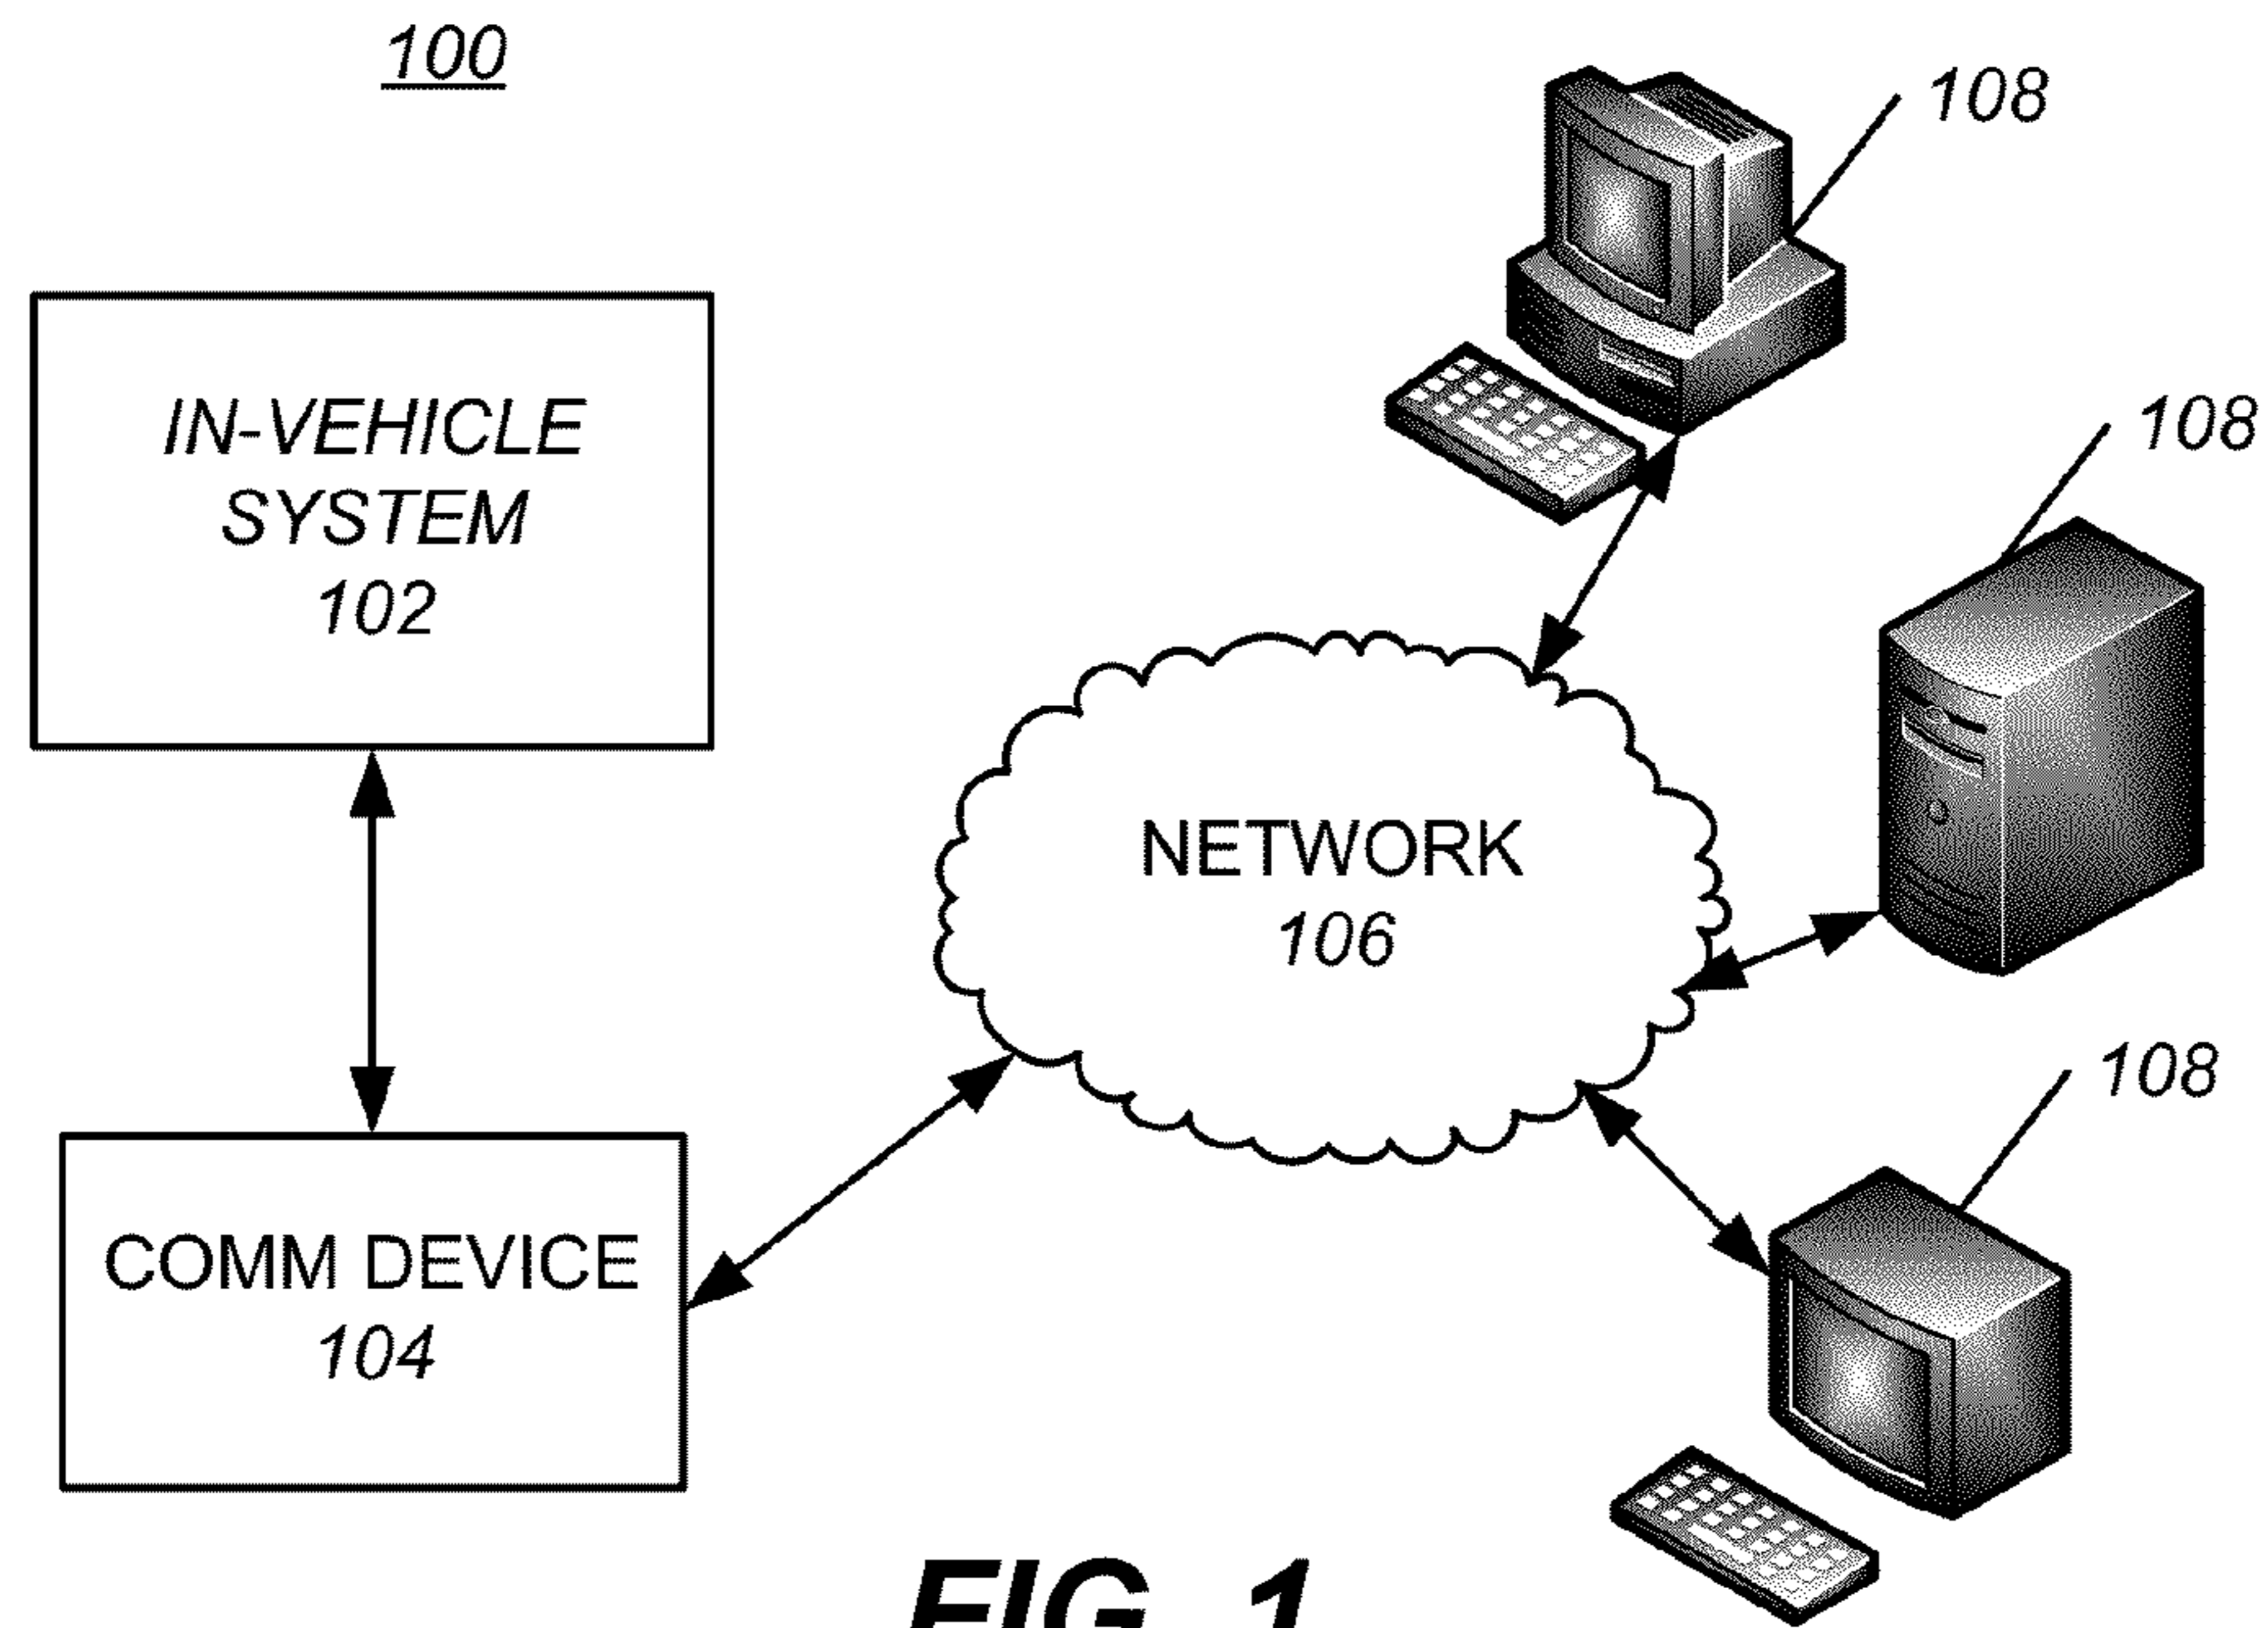 100
108
108
IN-VEHICLE
SYSTEM
102
NETWORK
106
108
COMM DEVICE
104
FIG. 1